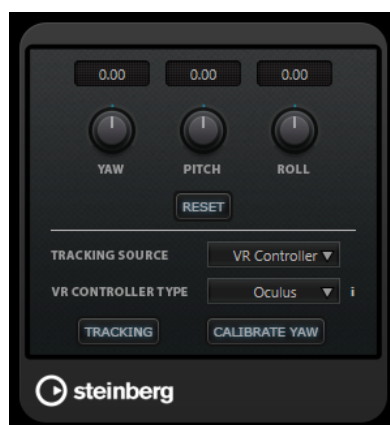 0.00 0.00 0.00
YAW PITCH ROLL
RESET
TRACKING SOURCE VR Controller
VR CONTROLLER TYPE Oculus i
TRACKING CALIBRATE YAW
steinberg